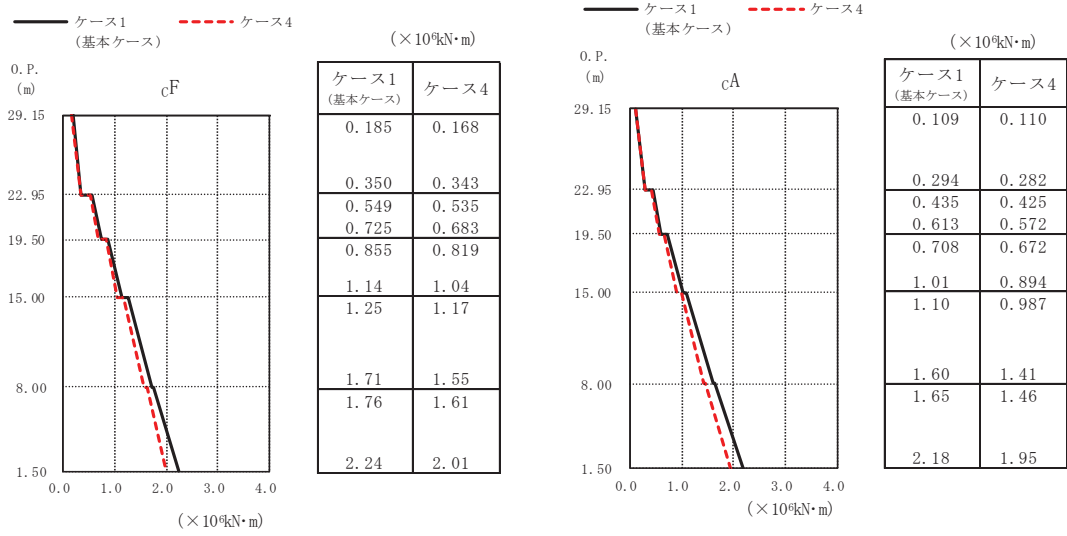 ケース1 ケース4
(基本ケース)
(×10⁶kN・m)
O.P.
(m)
cF
ケース1 ケース4
(基本ケース)
29.15
0.185 0.168
0.350 0.343
22.95
0.549 0.535
0.725 0.683
19.50
0.855 0.819
1.14 1.04
15.00
1.25 1.17
1.71 1.55
8.00
1.76 1.61
2.24 2.01
1.50
0.0 1.0 2.0 3.0 4.0
(×10⁶kN・m)
ケース1 ケース4
(基本ケース)
(×10⁶kN・m)
O.P.
(m)
cA
ケース1 ケース4
(基本ケース)
29.15
0.109 0.110
0.294 0.282
22.95
0.435 0.425
0.613 0.572
19.50
0.708 0.672
1.01 0.894
15.00
1.10 0.987
1.60 1.41
8.00
1.65 1.46
2.18 1.95
1.50
0.0 1.0 2.0 3.0 4.0
(×10⁶kN・m)